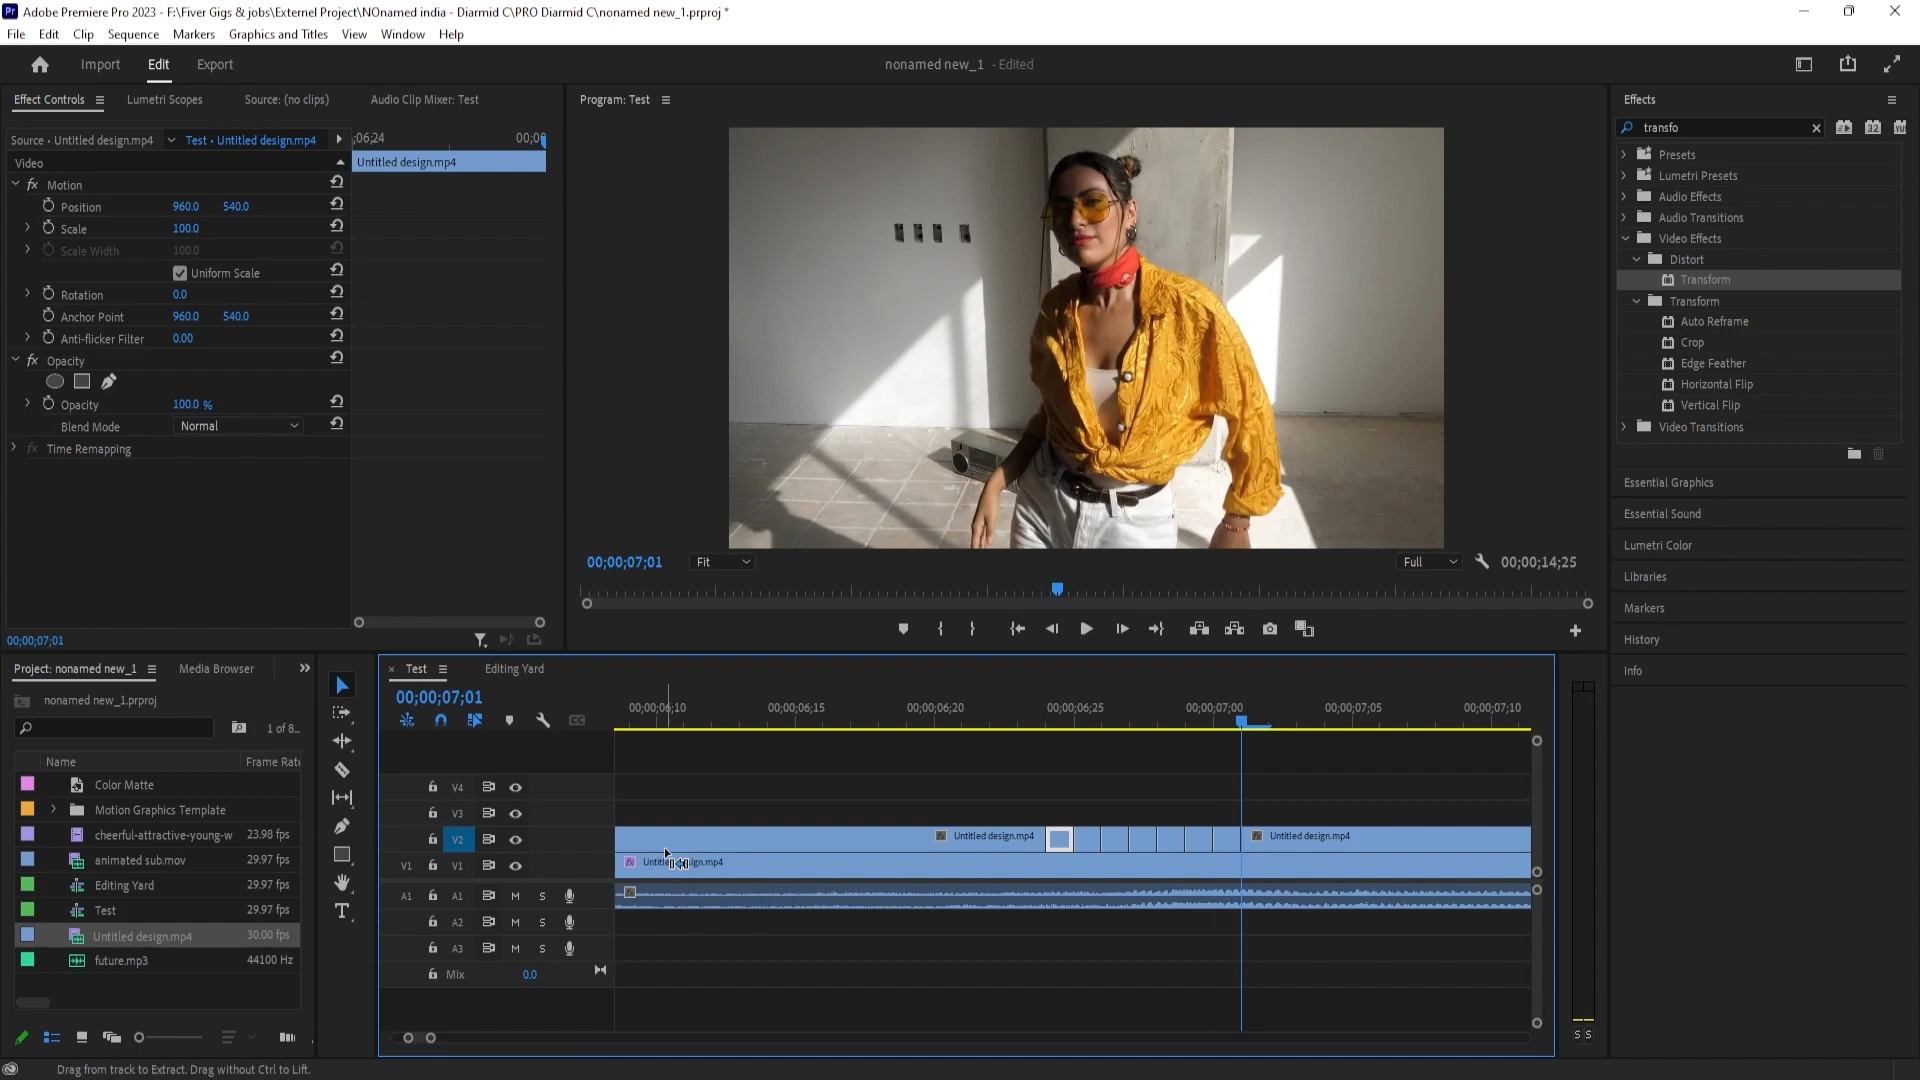 Pr Adobe Premiere Pro 2023 - F:\Fiver Gigs & jobs\Externel Project\NOnamed india - Diarmid C\PRO Diarmid C\nonamed new_1.prproj *
File Edit Clip Sequence Markers Graphics and Titles View Window Help
Import Edit Export
nonamed new_1 - Edited
Effect Controls Lumetri Scopes Source: (no clips) Audio Clip Mixer: Test
Source • Untitled design.mp4 Test • Untitled design.mp4 ;06;24
Video Untitled design.mp4
fx Motion
Position 960.0 540.0
Scale 100.0
Scale Width 100.0
Uniform Scale
Rotation 0.0
Anchor Point 960.0 540.0
Anti-flicker Filter 0.00
fx Opacity
Opacity 100.0 %
Blend Mode Normal
fx Time Remapping
00;00;07;01
Program: Test
00;00;07;01 Fit Full 00;00;14;25
Effects
transfo 32
Presets
Lumetri Presets
Audio Effects
Audio Transitions
Video Effects
Distort
Transform
Transform
Auto Reframe
Crop
Edge Feather
Horizontal Flip
Vertical Flip
Video Transitions
Essential Graphics
Essential Sound
Lumetri Color
Libraries
Markers
History
Info
Project: nonamed new_1 Media Browser
nonamed new_1.prproj
1 of 8...
Name Frame Rate
Color Matte
Motion Graphics Template
cheerful-attractive-young-w 23.98 fps
animated sub.mov 29.97 fps
Editing Yard 29.97 fps
Test 29.97 fps
Untitled design.mp4 30.00 fps
future.mp3 44100 Hz
× Test Editing Yard
00;00;07;01
00;00;06;10 00;00;06;15 00;00;06;20 00;00;06;25 00;00;07;00 00;00;07;05 00;00;07;10
V4
V3
V2 Untitled design.mp4 Untitled design.mp4
V1 V1
A1 A1 M S
A2 M S
A3 M S
Mix 0.0
S S
Drag from track to Extract. Drag without Ctrl to Lift.